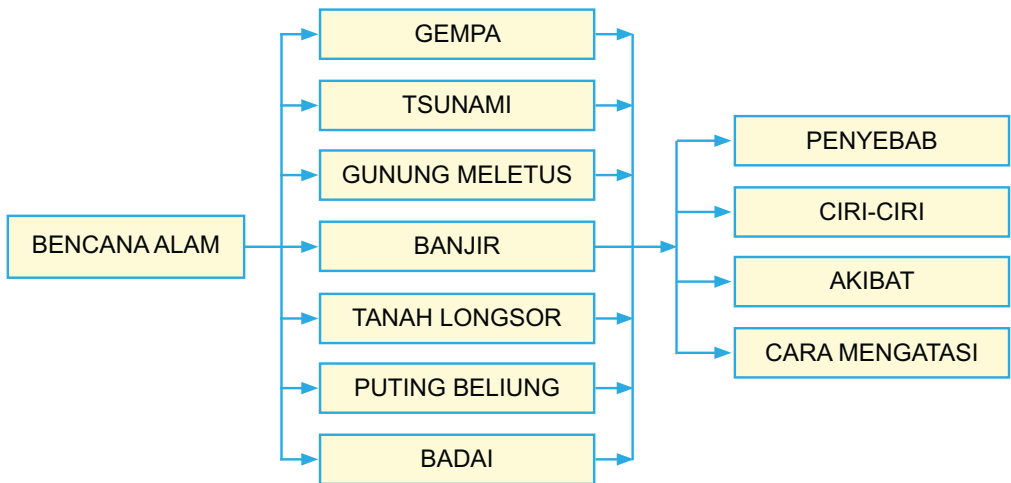 BENCANA ALAM
GEMPA
TSUNAMI
GUNUNG MELETUS
BANJIR
TANAH LONGSOR
PUTING BELIUNG
BADAI
PENYEBAB
CIRI-CIRI
AKIBAT
CARA MENGATASI